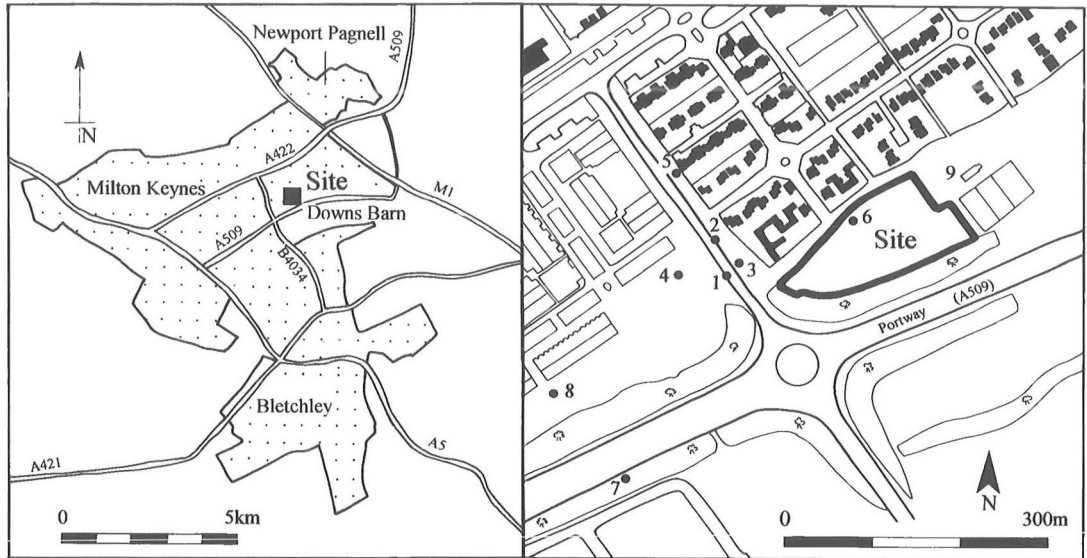 Newport Pagnell
A509
N
A422
Milton Keynes
Site
M1
Downs Barn
A509
B4034
Bletchley
A5
A421
0 5km
5
9
2
6
Site
3
4
1
Portway (A509)
8
7
N
0 300m